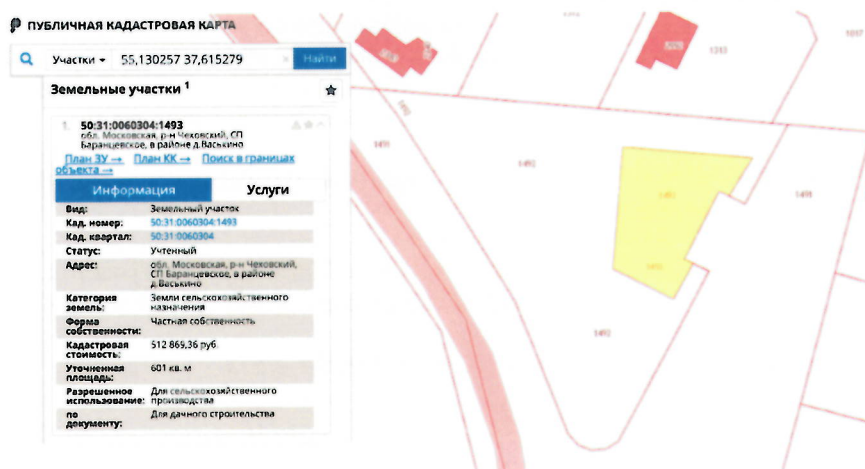 ПУБЛИЧНАЯ КАДАСТРОВАЯ КАРТА
Участки 55,130257 37,615279 × Найти
Земельные участки 1
1. 50:31:0060304:1493
обл. Московская, р-н Чеховский, СП
Баранцевское, в районе д.Васькино
План ЗУ → План КК → Поиск в границах
объекта →
Информация Услуги
Вид: Земельный участок
Кад. номер: 50:31:0060304:1493
Кад. квартал: 50:31:0060304
Статус: Учтенный
Адрес: обл. Московская, р-н Чеховский,
СП Баранцевское, в районе
д.Васькино
Категория Земли сельскохозяйственного
земель: назначения
Форма Частная собственность
собственности:
Кадастровая 512 869,36 руб.
стоимость:
Уточненная 601 кв. м
площадь:
Разрешенное Для сельскохозяйственного
использование: производства
по Для дачного строительства
документу:
1313
1491
1492
1493
1492